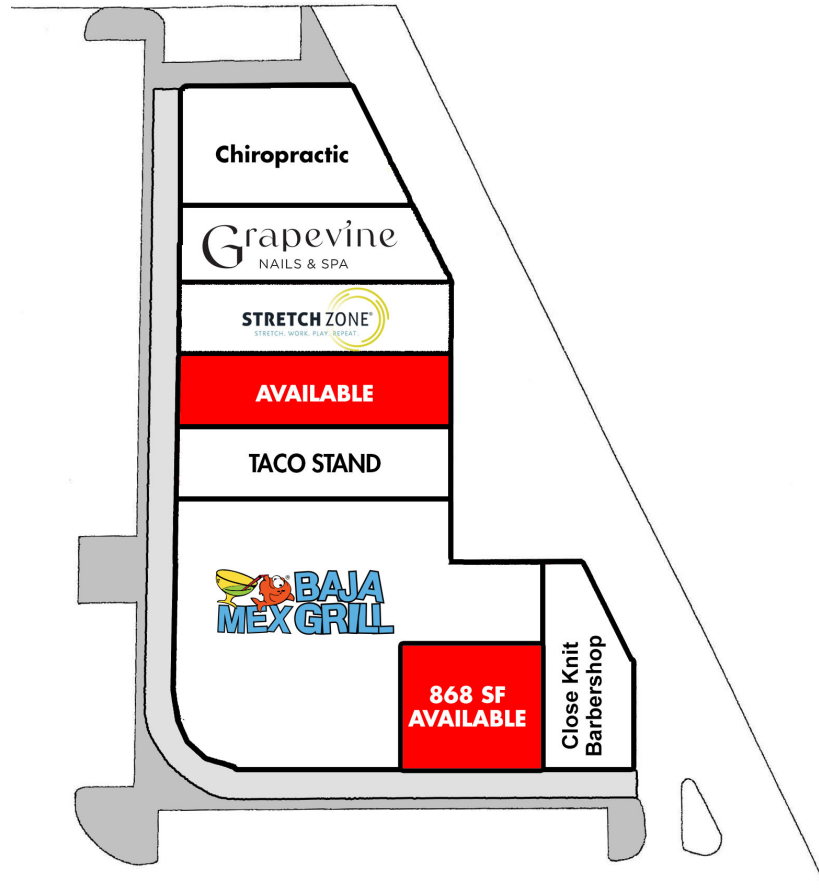 Chiropractic
Grapevine
NAILS & SPA
STRETCH ZONE®
STRETCH. WORK. PLAY. REPEAT.
AVAILABLE
TACO STAND
BAJA
MEX GRILL
868 SF
AVAILABLE
Close Knit
Barbershop